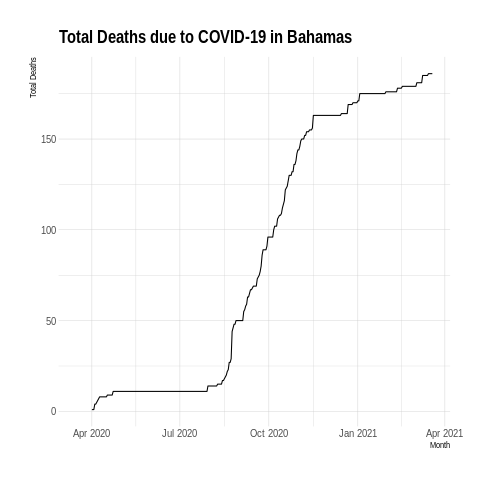 Total Deaths due to COVID-19 in Bahamas
Total Deaths
150
100
50
0
Apr 2020 Jul 2020 Oct 2020 Jan 2021 Apr 2021
Month